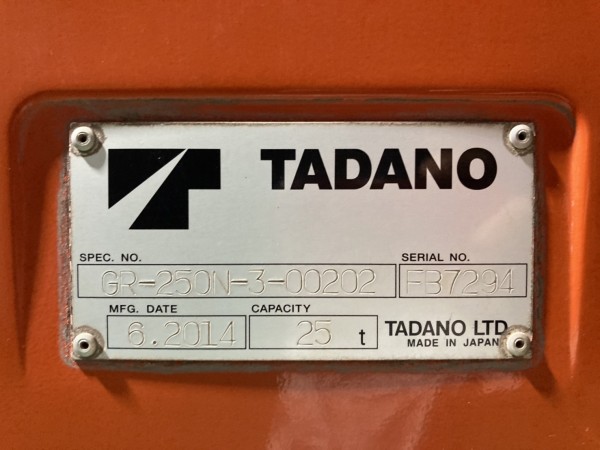 TADANO
SPEC. NO. SERIAL NO.
GR-250N-3-00202 FB7294
MFG. DATE CAPACITY
6.2014 25 t TADANO LTD.
MADE IN JAPAN